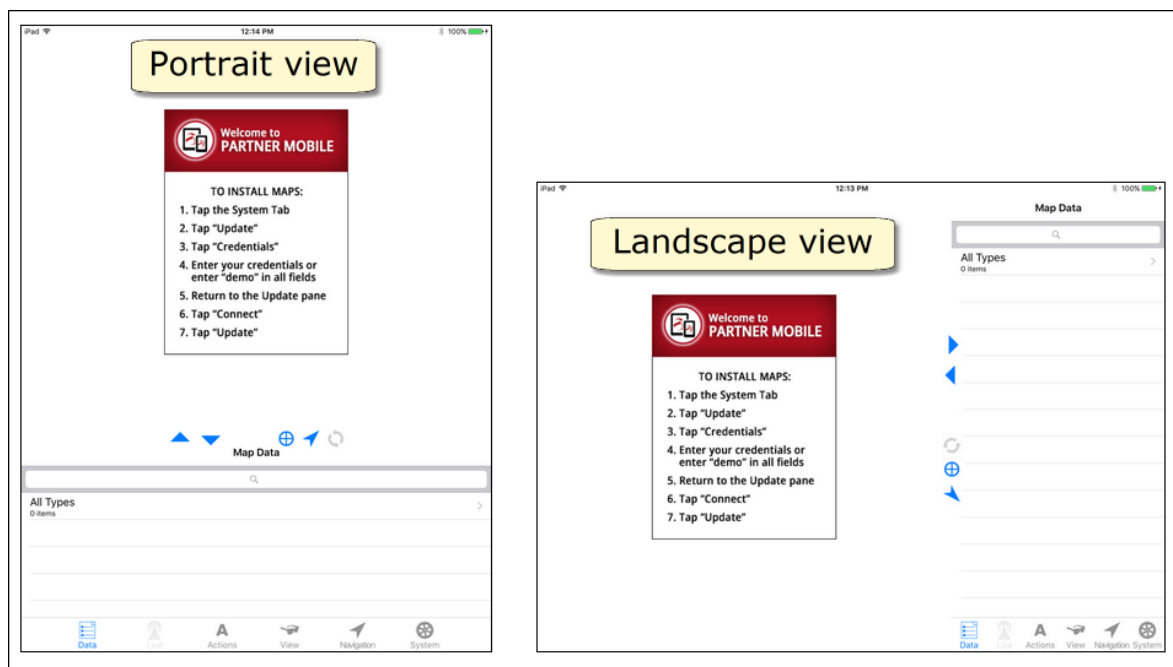 iPad 12:14 PM 100%
Portrait view
Welcome to
PARTNER MOBILE
TO INSTALL MAPS:
1. Tap the System Tab
2. Tap “Update”
3. Tap “Credentials”
4. Enter your credentials or
enter “demo” in all fields
5. Return to the Update pane
6. Tap “Connect”
7. Tap “Update”
Map Data
All Types
0 items
Data Live Actions View Navigation System
iPad 12:13 PM 100%
Landscape view
Welcome to
PARTNER MOBILE
TO INSTALL MAPS:
1. Tap the System Tab
2. Tap “Update”
3. Tap “Credentials”
4. Enter your credentials or
enter “demo” in all fields
5. Return to the Update pane
6. Tap “Connect”
7. Tap “Update”
Map Data
All Types
0 items
Data Live Actions View Navigation System